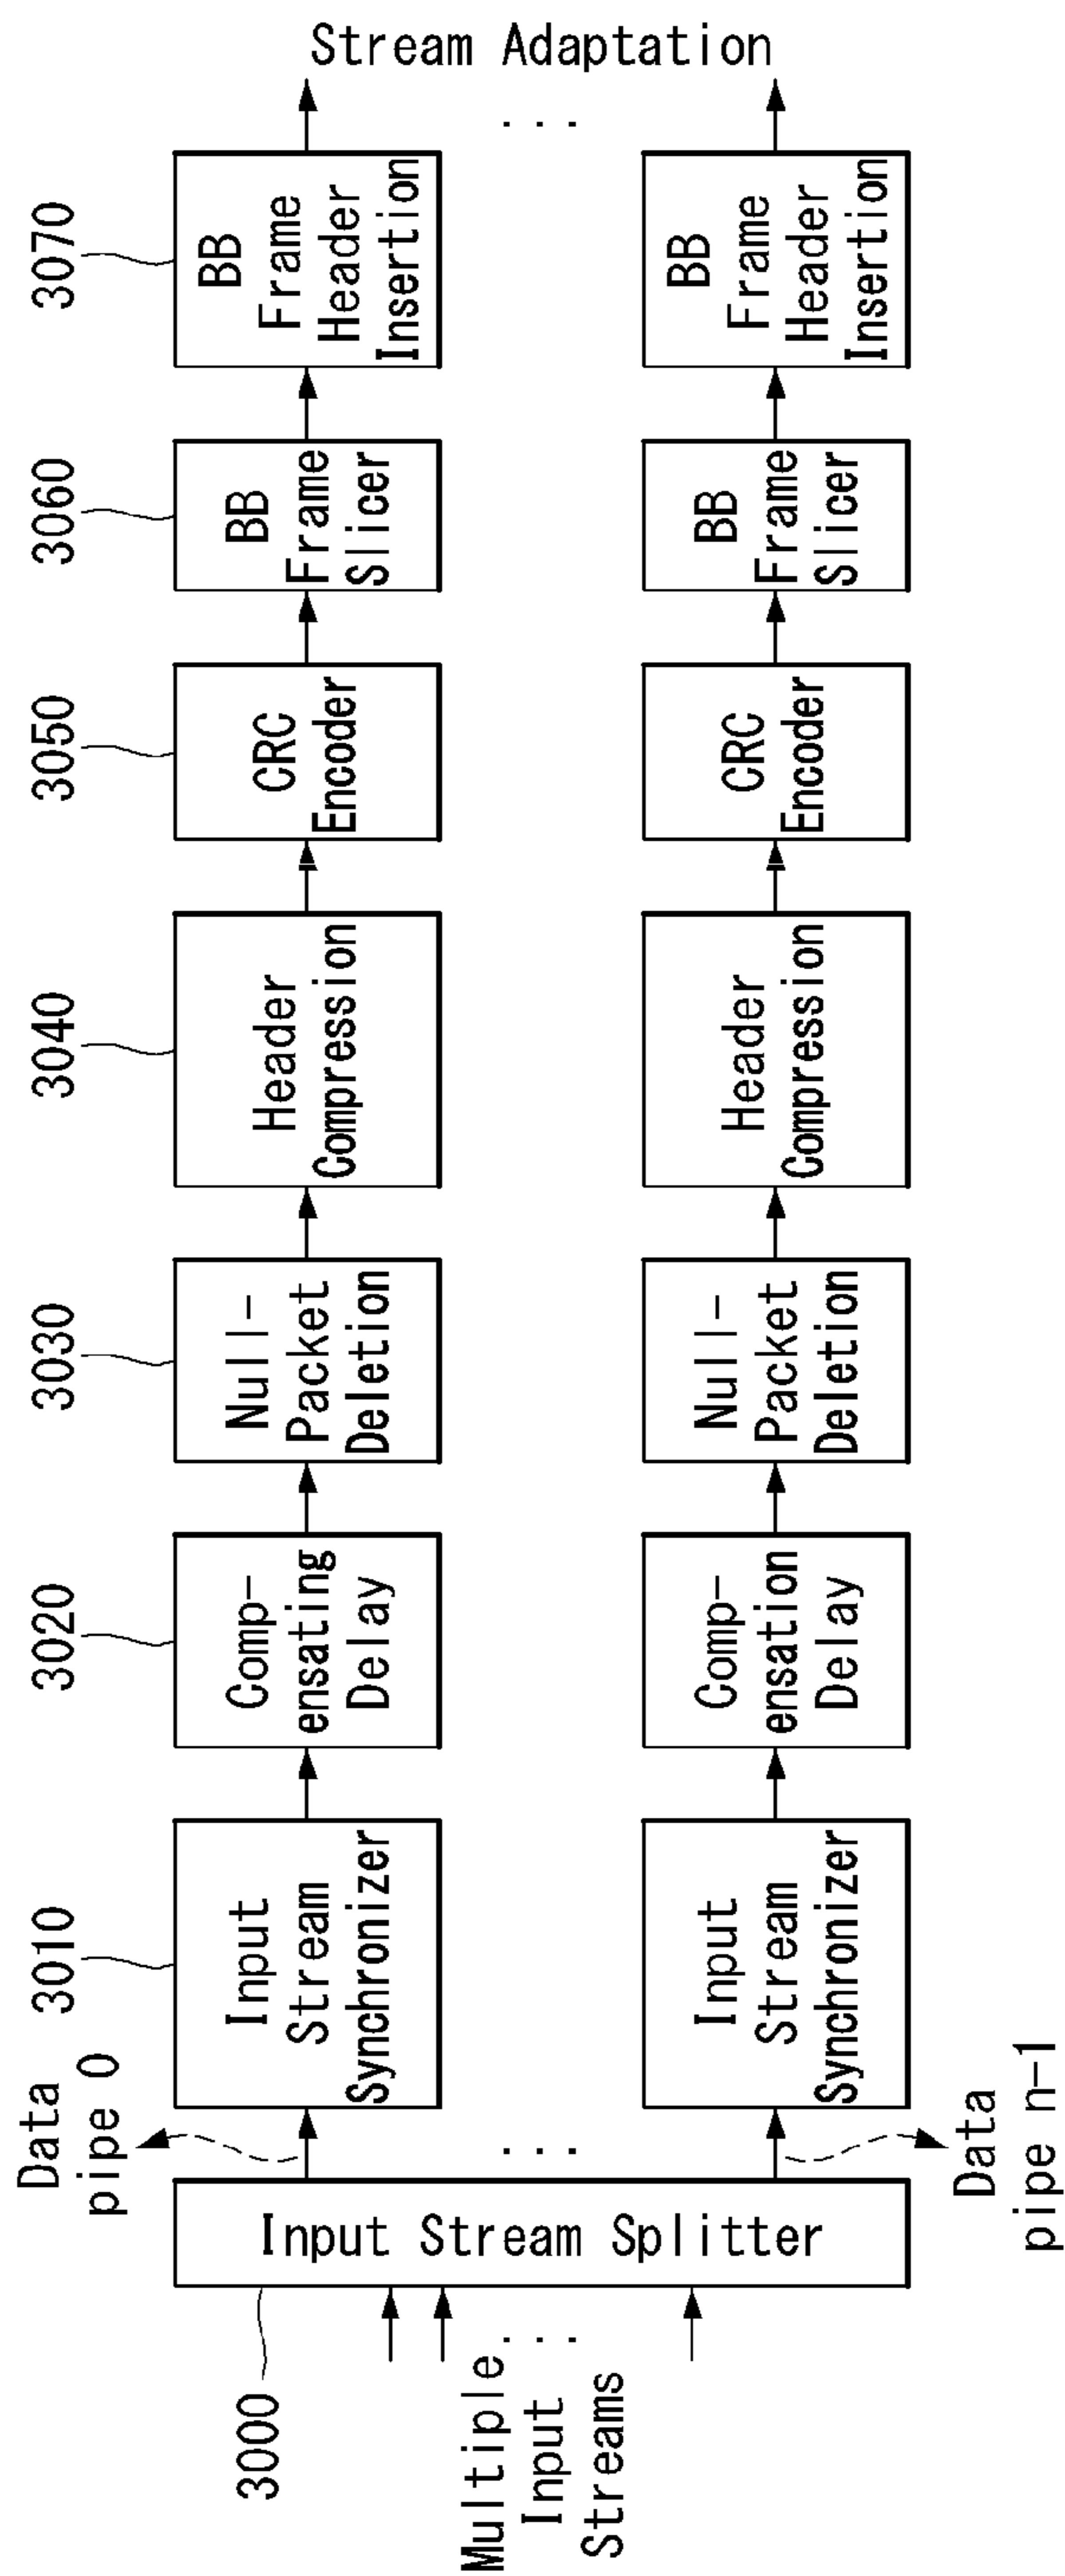 3000
3010
3020
3030
3040
3050
3060
3070
Multiple
Input
Streams
Input Stream Splitter
Data
pipe 0
Input
Stream
Synchronizer
Comp-
ensating
Delay
Null-
Packet
Deletion
Header
Compression
CRC
Encoder
BB
Frame
Slicer
BB
Frame
Header
Insertion
Stream Adaptation
...
...
...
Data
pipe n-1
Input
Stream
Synchronizer
Comp-
ensation
Delay
Null-
Packet
Deletion
Header
Compression
CRC
Encoder
BB
Frame
Slicer
BB
Frame
Header
Insertion